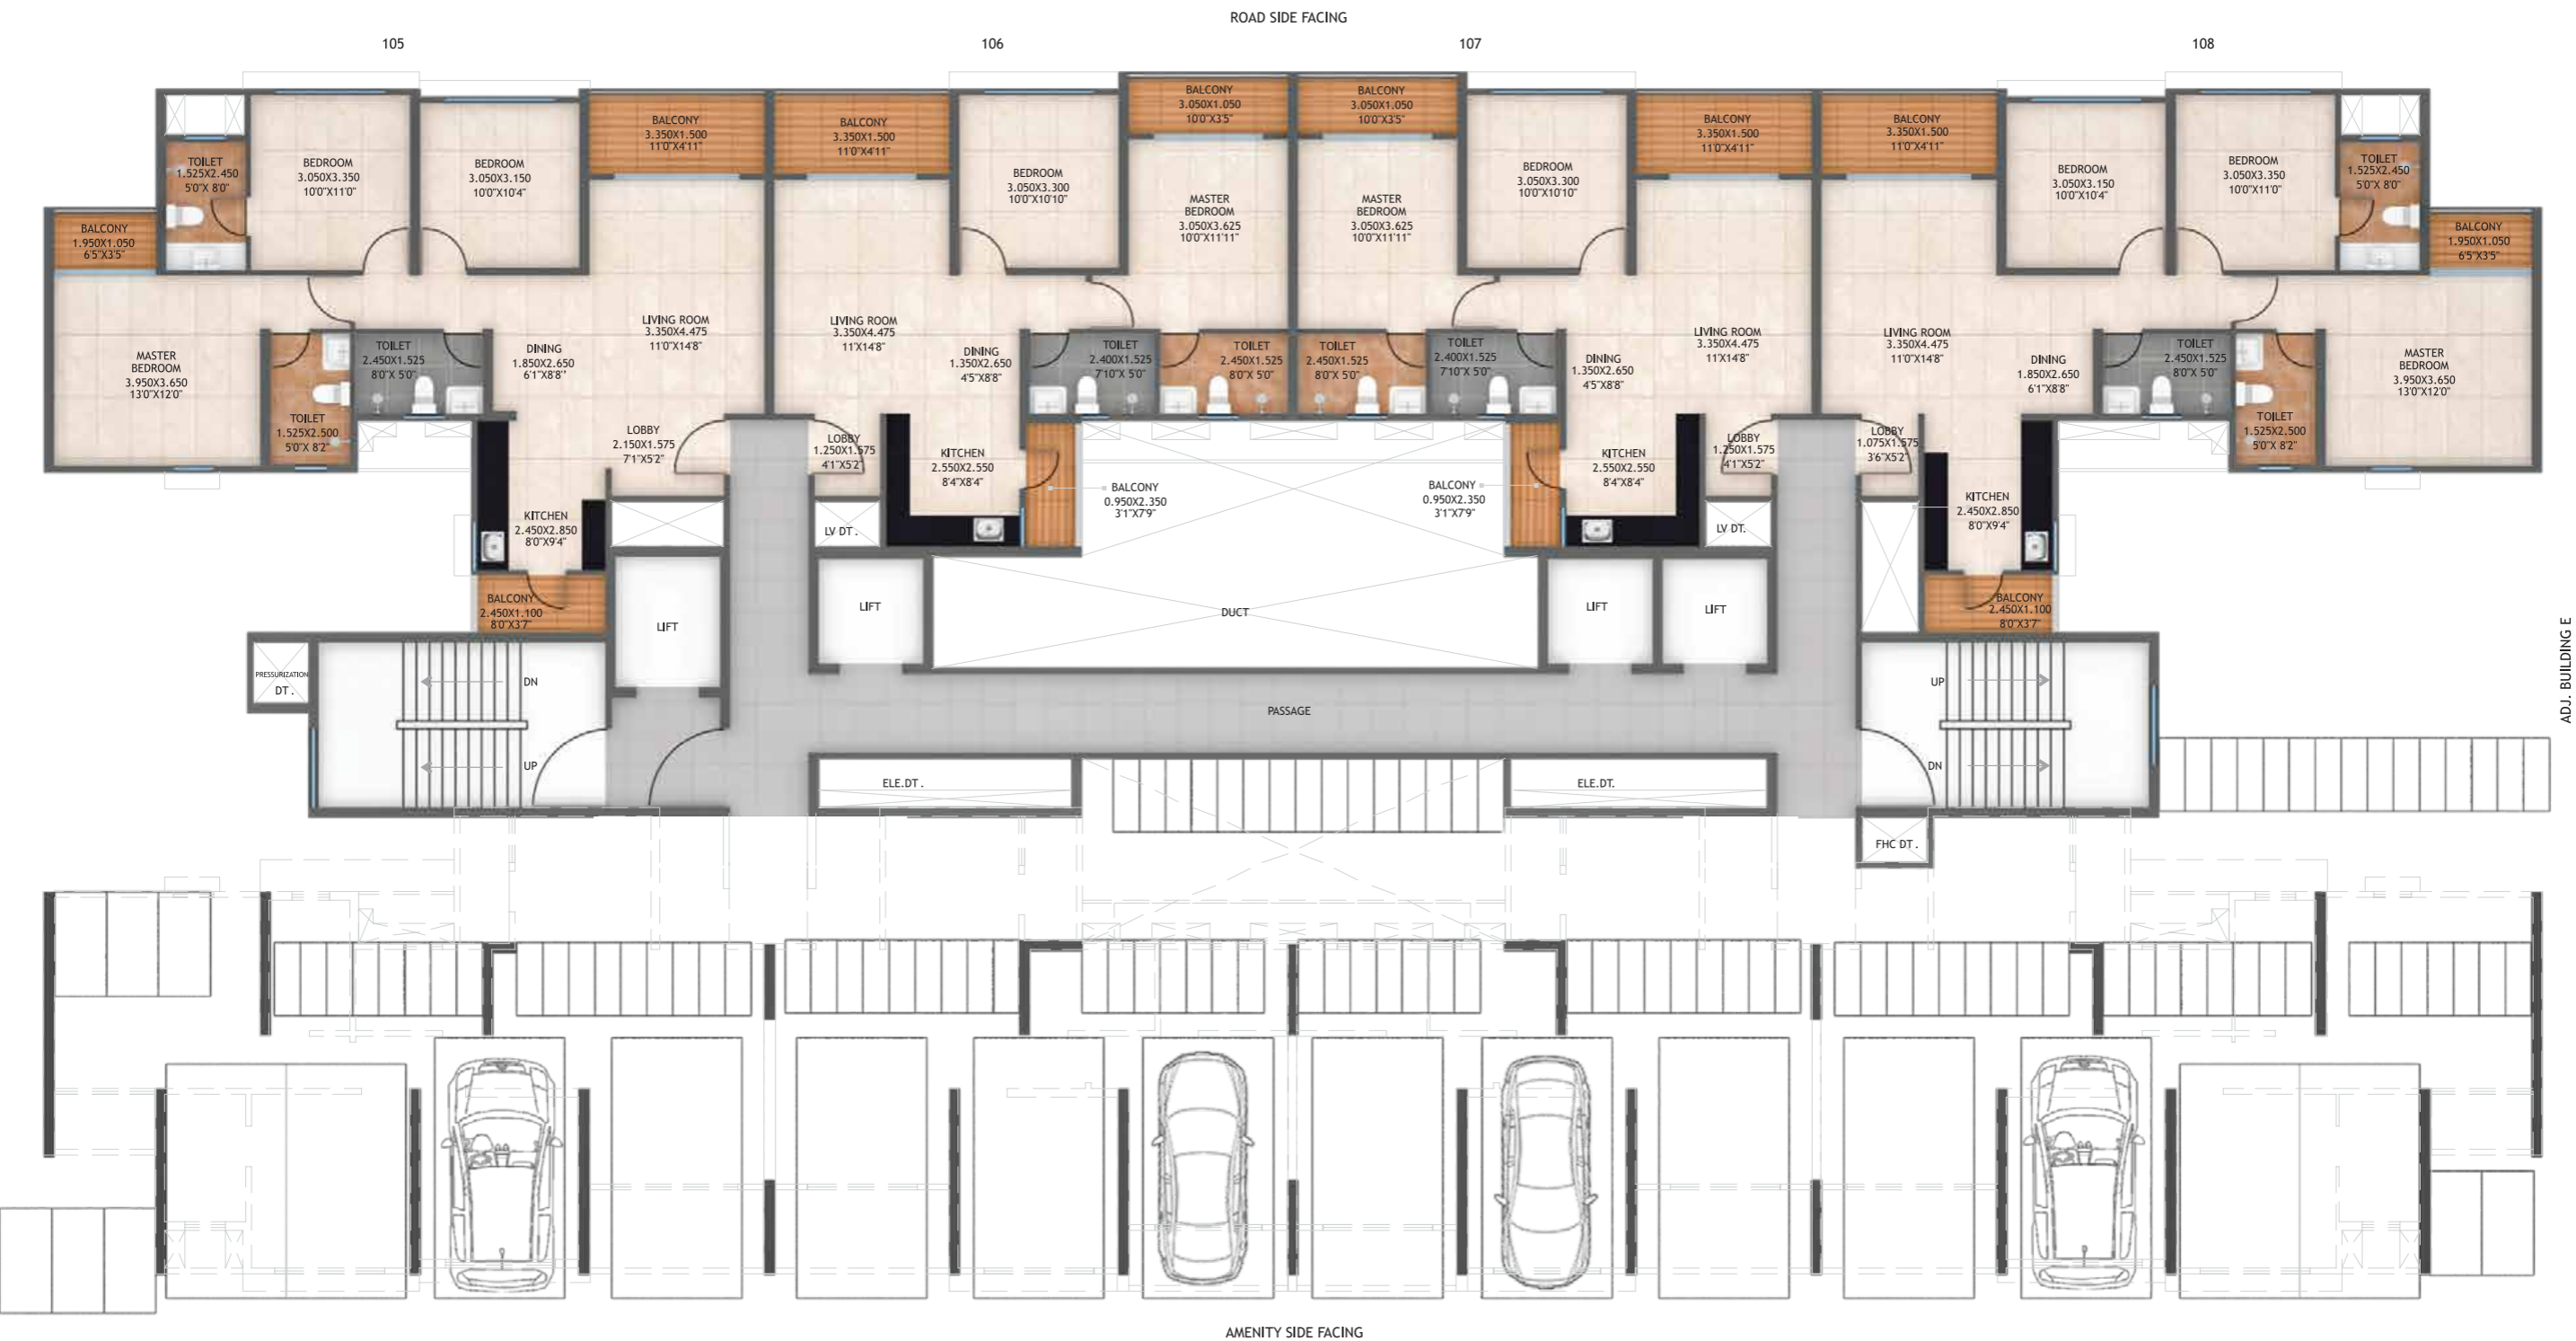 ROAD SIDE FACING
105
106
107
108
TOILET
1.525X2.450
5'0"X 8'0"
BEDROOM
3.050X3.350
10'0"X11'0"
BEDROOM
3.050X3.150
10'0"X10'4"
BALCONY
3.350X1.500
11'0"X4'11"
BALCONY
3.350X1.500
11'0"X4'11"
BEDROOM
3.050X3.300
10'0"X10'10"
BALCONY
3.050X1.050
10'0"X3'5"
BALCONY
3.050X1.050
10'0"X3'5"
BEDROOM
3.050X3.300
10'0"X10'10"
BALCONY
3.350X1.500
11'0"X4'11"
BALCONY
3.350X1.500
11'0"X4'11"
BEDROOM
3.050X3.150
10'0"X10'4"
BEDROOM
3.050X3.350
10'0"X11'0"
TOILET
1.525X2.450
5'0"X 8'0"
BALCONY
1.950X1.050
6'5"X3'5"
MASTER
BEDROOM
3.050X3.625
10'0"X11'11"
MASTER
BEDROOM
3.050X3.625
10'0"X11'11"
BALCONY
1.950X1.050
6'5"X3'5"
MASTER
BEDROOM
3.950X3.650
13'0"X12'0"
TOILET
1.525X2.500
5'0"X 8'2"
TOILET
2.450X1.525
8'0"X 5'0"
DINING
1.850X2.650
6'1"X8'8''
LIVING ROOM
3.350X4.475
11'0"X14'8"
LIVING ROOM
3.350X4.475
11'X14'8"
DINING
1.350X2.650
4'5"X8'8"
TOILET
2.400X1.525
7'10"X 5'0"
TOILET
2.450X1.525
8'0"X 5'0"
TOILET
2.450X1.525
8'0"X 5'0"
TOILET
2.400X1.525
7'10"X 5'0"
DINING
1.350X2.650
4'5"X8'8"
LIVING ROOM
3.350X4.475
11'X14'8"
LIVING ROOM
3.350X4.475
11'0"X14'8"
DINING
1.850X2.650
6'1"X8'8"
TOILET
2.450X1.525
8'0"X 5'0"
TOILET
1.525X2.500
5'0"X 8'2"
MASTER
BEDROOM
3.950X3.650
13'0"X12'0"
LOBBY
2.150X1.575
7'1"X5'2"
LOBBY
1.250X1.575
4'1"X5'2"
KITCHEN
2.550X2.550
8'4"X8'4"
BALCONY
0.950X2.350
3'1"X7'9"
BALCONY
0.950X2.350
3'1"X7'9"
KITCHEN
2.550X2.550
8'4"X8'4"
LOBBY
1.250X1.575
4'1"X5'2"
LOBBY
1.075X1.575
3'6"X5'2"
KITCHEN
2.450X2.850
8'0"X9'4"
LV DT .
LV DT.
KITCHEN
2.450X2.850
8'0"X9'4"
BALCONY
2.450X1.100
8'0"X3'7"
LIFT
LIFT
DUCT
LIFT
LIFT
BALCONY
2.450X1.100
8'0"X3'7"
PRESSURIZATION
DT .
DN
UP
PASSAGE
UP
DN
ELE.DT .
ELE.DT.
FHC DT .
ADJ. BUILDING E
AMENITY SIDE FACING